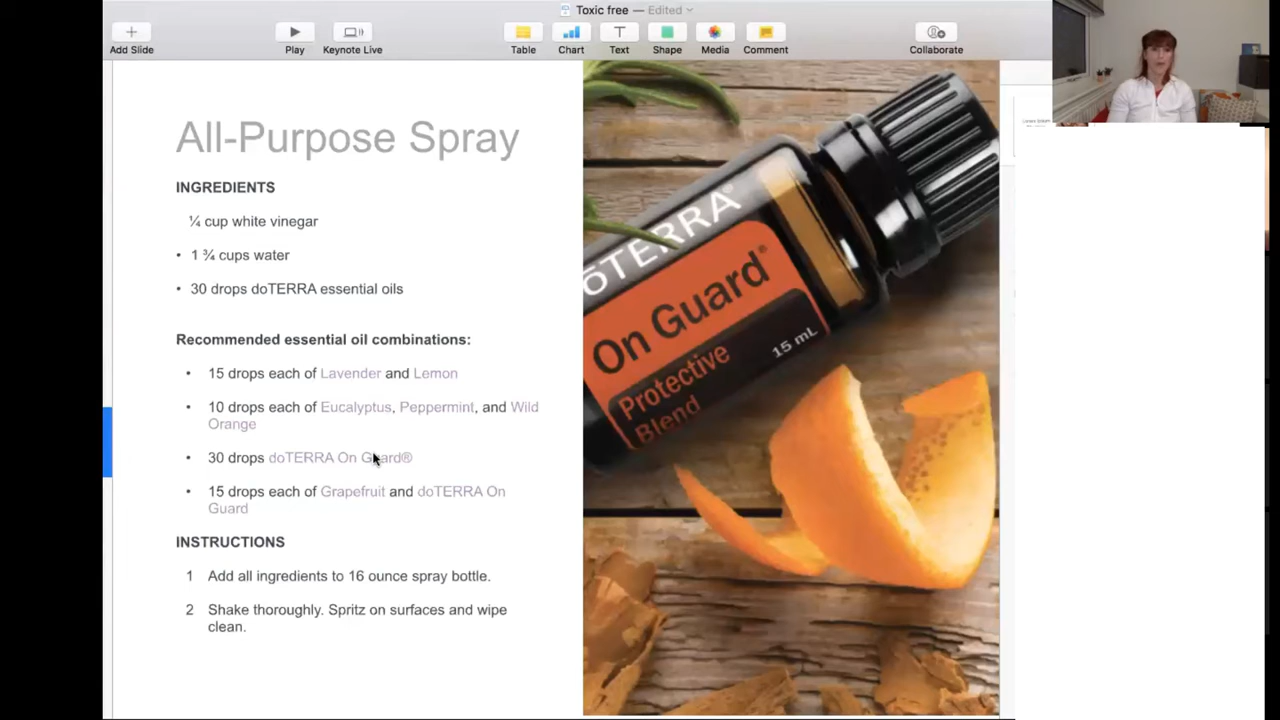 Toxic free — Edited
Add Slide
Play
Keynote Live
Table
Chart
Text
Shape
Media
Comment
Collaborate
All-Purpose Spray
INGREDIENTS
¼ cup white vinegar
• 1 ¾ cups water
• 30 drops doTERRA essential oils
Recommended essential oil combinations:
• 15 drops each of Lavender and Lemon
• 10 drops each of Eucalyptus, Peppermint, and Wild
Orange
• 30 drops doTERRA On Guard®
• 15 drops each of Grapefruit and doTERRA On
Guard
INSTRUCTIONS
1 Add all ingredients to 16 ounce spray bottle.
2 Shake thoroughly. Spritz on surfaces and wipe
clean.
dōTERRA®
On Guard®
Protective
Blend
15 mL